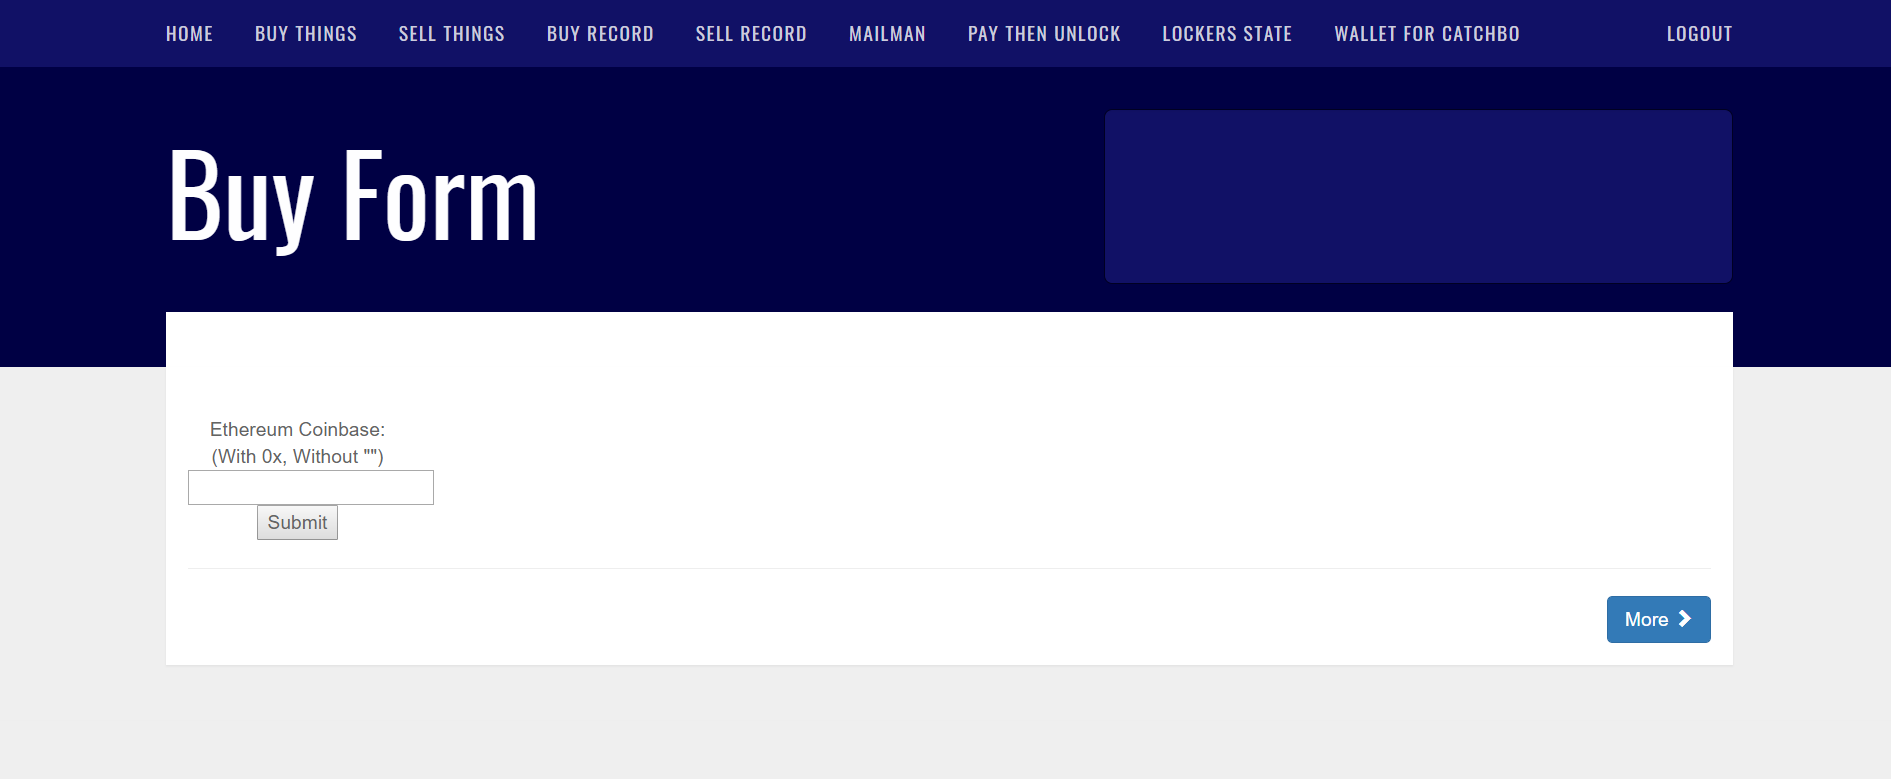 HOME BUY THINGS SELL THINGS BUY RECORD SELL RECORD MAILMAN PAY THEN UNLOCK LOCKERS STATE WALLET FOR CATCHBO LOGOUT
Buy Form
Ethereum Coinbase:
(With 0x, Without "")
Submit
More